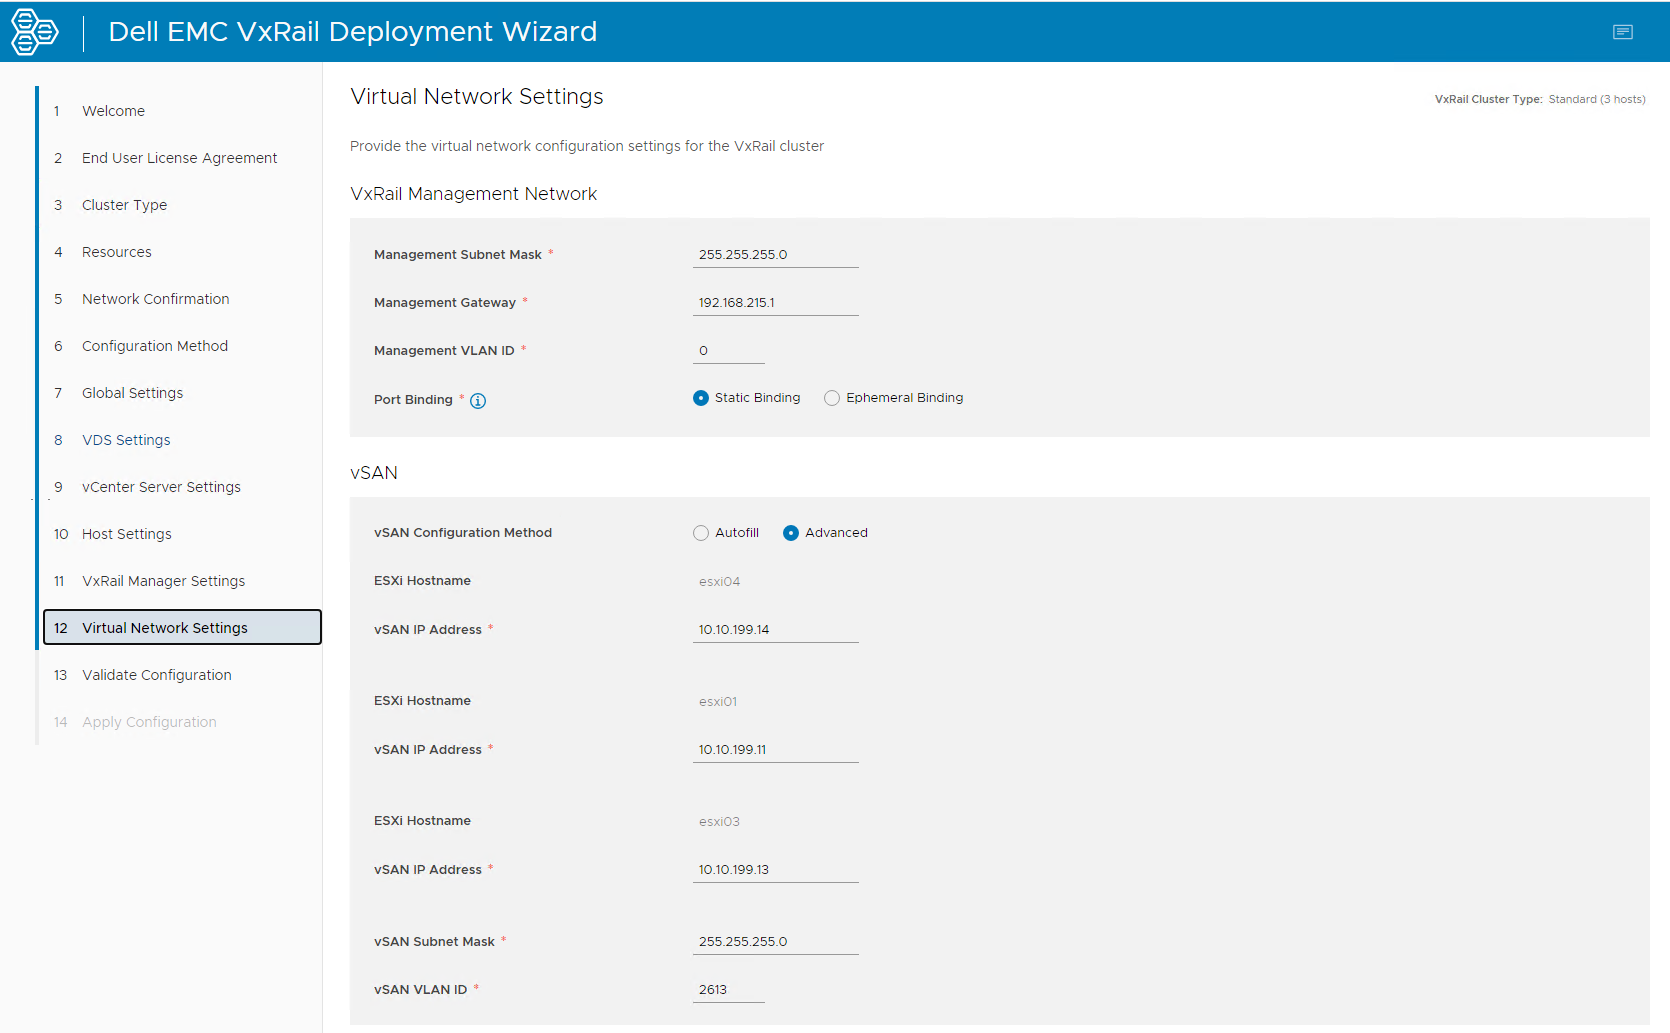 Dell EMC VxRail Deployment Wizard
1 Welcome
2 End User License Agreement
3 Cluster Type
4 Resources
5 Network Confirmation
6 Configuration Method
7 Global Settings
8 VDS Settings
9 vCenter Server Settings
10 Host Settings
11 VxRail Manager Settings
12 Virtual Network Settings
13 Validate Configuration
14 Apply Configuration
Virtual Network Settings
VxRail Cluster Type: Standard (3 hosts)
Provide the virtual network configuration settings for the VxRail cluster
VxRail Management Network
Management Subnet Mask * 255.255.255.0
Management Gateway * 192.168.215.1
Management VLAN ID * 0
Port Binding * Static Binding Ephemeral Binding
vSAN
vSAN Configuration Method Autofill Advanced
ESXi Hostname esxi04
vSAN IP Address * 10.10.199.14
ESXi Hostname esxi01
vSAN IP Address * 10.10.199.11
ESXi Hostname esxi03
vSAN IP Address * 10.10.199.13
vSAN Subnet Mask * 255.255.255.0
vSAN VLAN ID * 2613